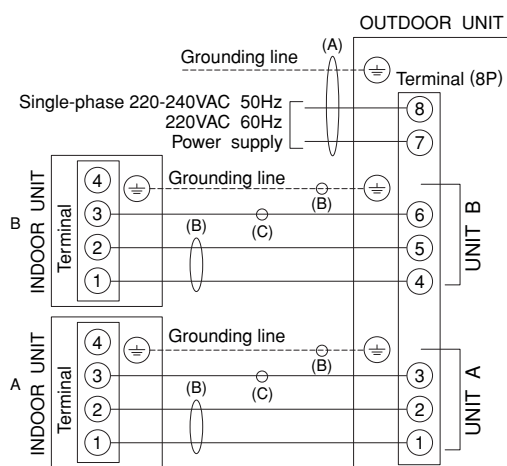 OUTDOOR UNIT
(A)
Grounding line
Terminal (8P)
Single-phase 220-240VAC 50Hz
220VAC 60Hz
Power supply
8
7
B
INDOOR UNIT
Terminal
4
3
2
1
Grounding line
(B)
(C)
(B)
6
5
4
UNIT B
A
INDOOR UNIT
Terminal
4
3
2
1
Grounding line
(B)
(C)
(B)
3
2
1
UNIT A